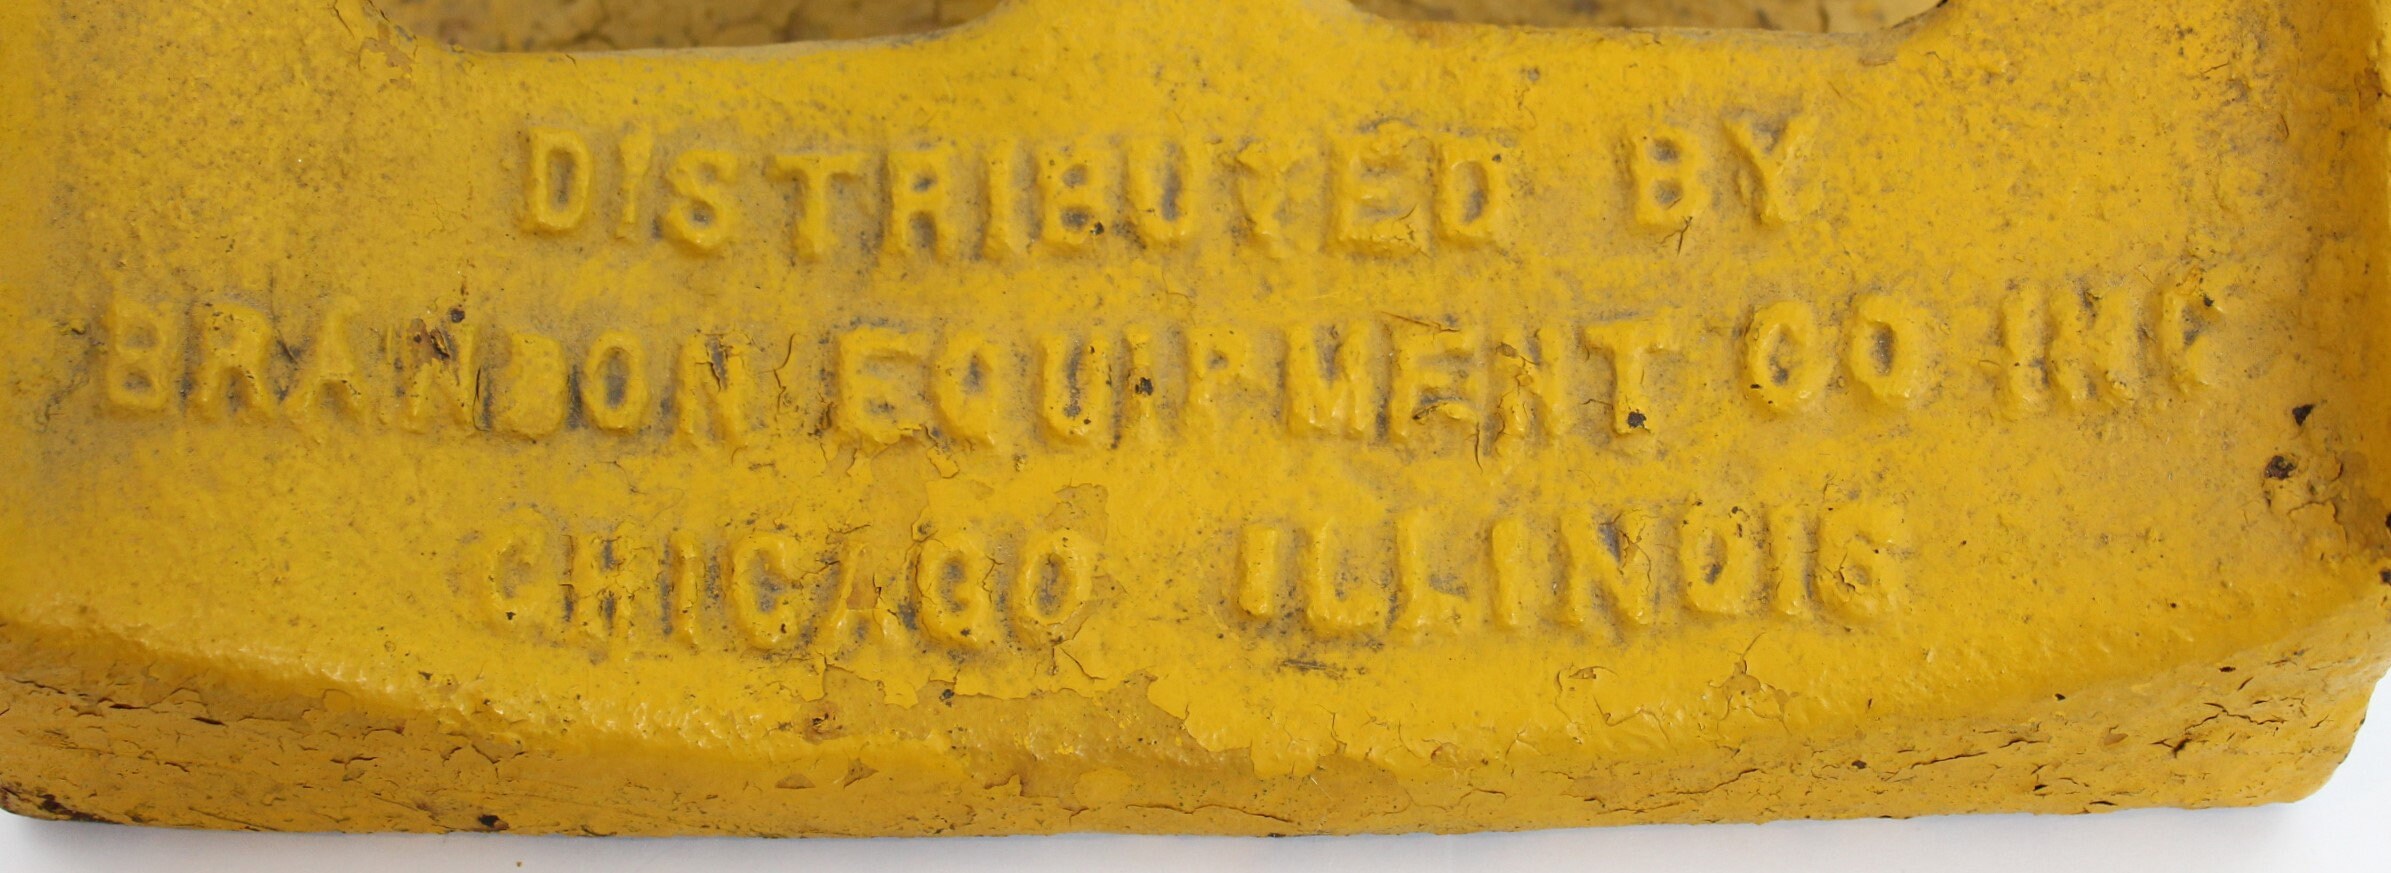 DISTRIBUTED BY
BRANDON EQUIPMENT CO INC
CHICAGO ILLINOIS